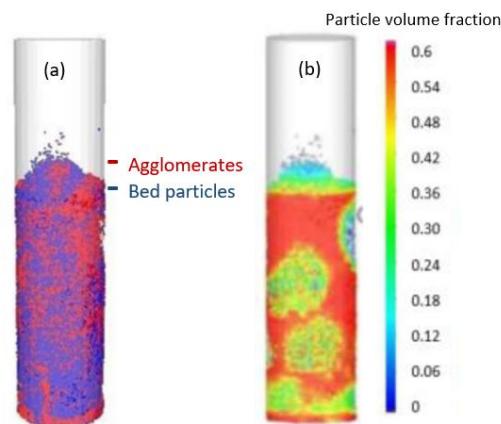 Particle volume fraction
(a)
(b)
Agglomerates
Bed particles
0.6
0.54
0.48
0.42
0.36
0.30
0.24
0.18
0.12
0.06
0